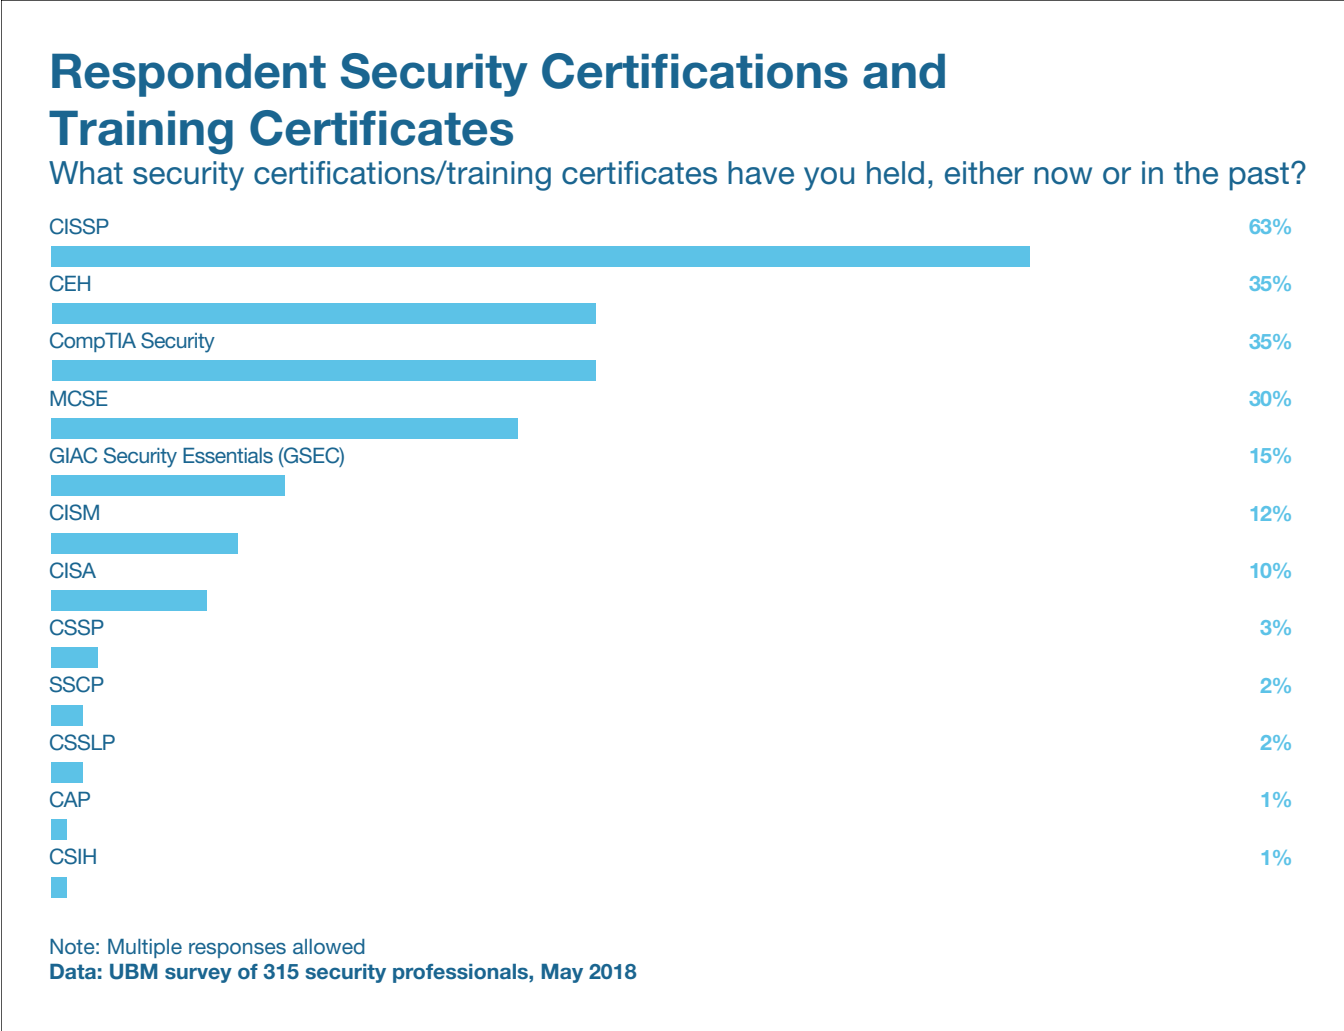 Respondent Security Certifications and
Training Certificates
What security certifications/training certificates have you held, either now or in the past?
CISSP 63%
CEH 35%
CompTIA Security 35%
MCSE 30%
GIAC Security Essentials (GSEC) 15%
CISM 12%
CISA 10%
CSSP 3%
SSCP 2%
CSSLP 2%
CAP 1%
CSIH 1%
Note: Multiple responses allowed
Data: UBM survey of 315 security professionals, May 2018